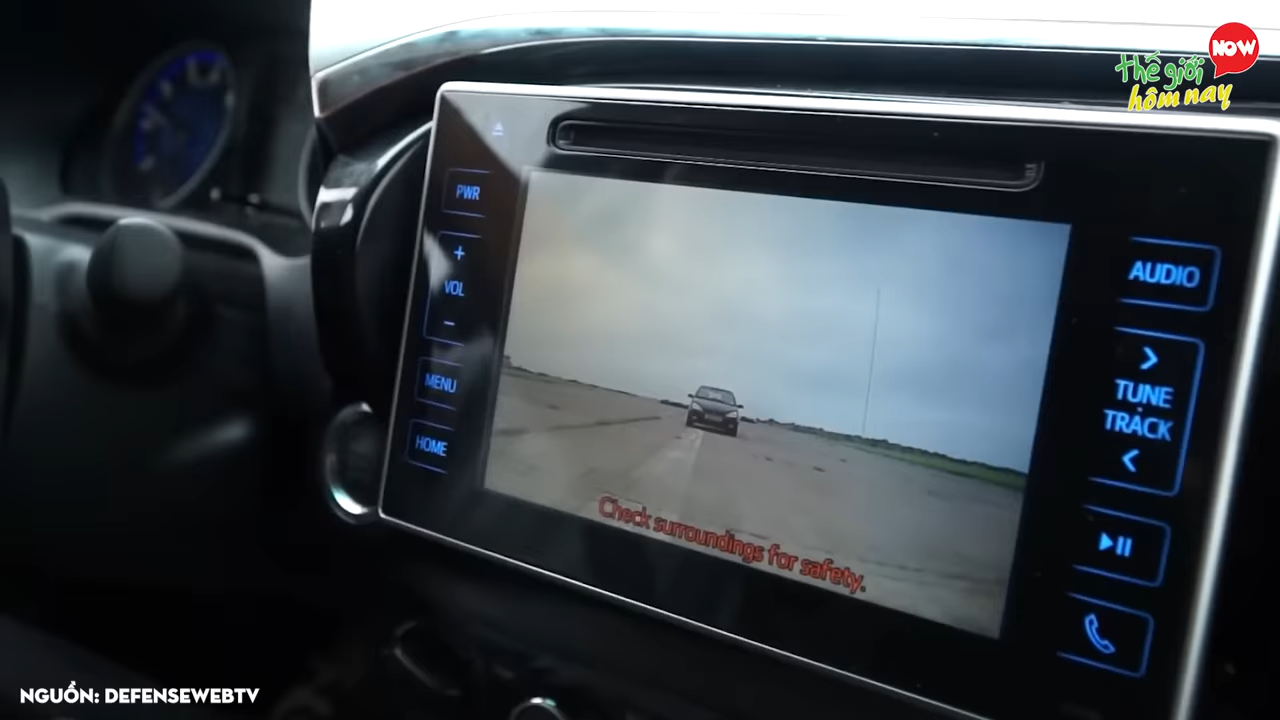 NOW
thế giới
hôm nay
PWR
+
VOL
−
MENU
HOME
AUDIO
>
TUNE
TRACK
<
Check surroundings for safety.
NGUỒN: DEFENSEWEBTV